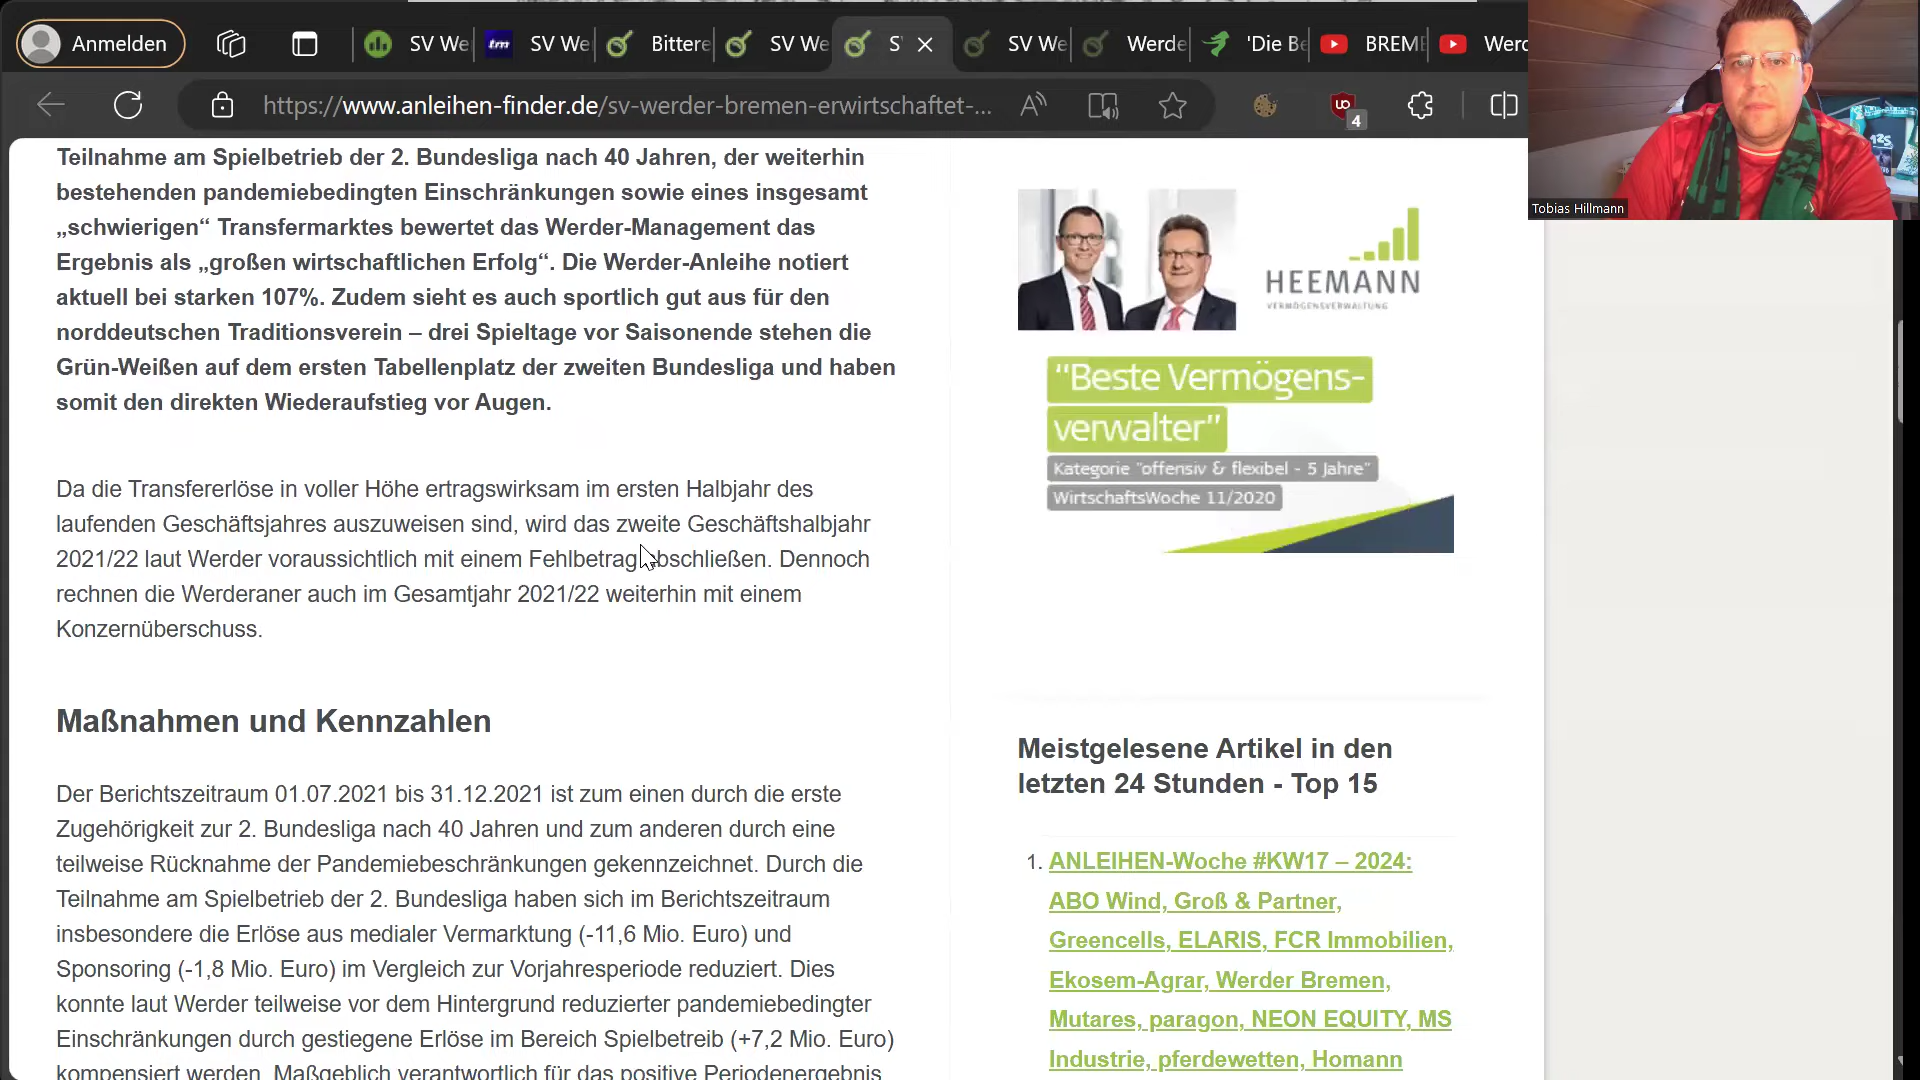 Anmelden
SV We
tm
SV We
Bittere
SV We
S
SV We
Werde
'Die Be
BREM
Werd
https://www.anleihen-finder.de/sv-werder-bremen-erwirtschaftet-...
4
Tobias Hillmann
Teilnahme am Spielbetrieb der 2. Bundesliga nach 40 Jahren, der weiterhin
bestehenden pandemiebedingten Einschränkungen sowie eines insgesamt
„schwierigen“ Transfermarktes bewertet das Werder-Management das
Ergebnis als „großen wirtschaftlichen Erfolg“. Die Werder-Anleihe notiert
aktuell bei starken 107%. Zudem sieht es auch sportlich gut aus für den
norddeutschen Traditionsverein – drei Spieltage vor Saisonende stehen die
Grün-Weißen auf dem ersten Tabellenplatz der zweiten Bundesliga und haben
somit den direkten Wiederaufstieg vor Augen.
Da die Transfererlöse in voller Höhe ertragswirksam im ersten Halbjahr des
laufenden Geschäftsjahres auszuweisen sind, wird das zweite Geschäftshalbjahr
2021/22 laut Werder voraussichtlich mit einem Fehlbetrag abschließen. Dennoch
rechnen die Werderaner auch im Gesamtjahr 2021/22 weiterhin mit einem
Konzernüberschuss.
Maßnahmen und Kennzahlen
Der Berichtszeitraum 01.07.2021 bis 31.12.2021 ist zum einen durch die erste
Zugehörigkeit zur 2. Bundesliga nach 40 Jahren und zum anderen durch eine
teilweise Rücknahme der Pandemiebeschränkungen gekennzeichnet. Durch die
Teilnahme am Spielbetrieb der 2. Bundesliga haben sich im Berichtszeitraum
insbesondere die Erlöse aus medialer Vermarktung (-11,6 Mio. Euro) und
Sponsoring (-1,8 Mio. Euro) im Vergleich zur Vorjahresperiode reduziert. Dies
konnte laut Werder teilweise vor dem Hintergrund reduzierter pandemiebedingter
Einschränkungen durch gestiegene Erlöse im Bereich Spielbetreib (+7,2 Mio. Euro)
kompensiert werden. Maßgeblich verantwortlich für das positive Periodenergebnis
HEEMANN
VERMÖGENSVERWALTUNG
"Beste Vermögens-
verwalter"
Kategorie "offensiv & flexibel - 5 Jahre"
WirtschaftsWoche 11/2020
Meistgelesene Artikel in den
letzten 24 Stunden - Top 15
1. ANLEIHEN-Woche #KW17 – 2024:
ABO Wind, Groß & Partner,
Greencells, ELARIS, FCR Immobilien,
Ekosem-Agrar, Werder Bremen,
Mutares, paragon, NEON EQUITY, MS
Industrie, pferdewetten, Homann